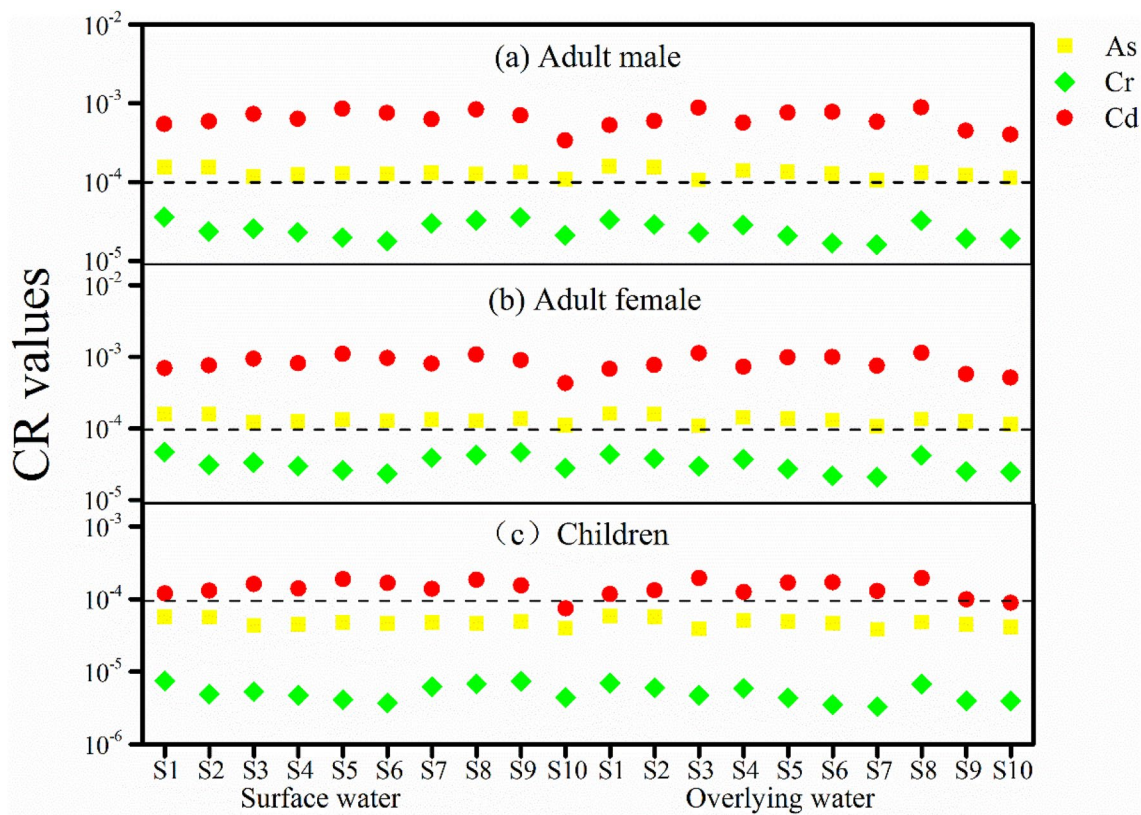 CR values
10-2
10-3
10-4
10-5
(a) Adult male
As
Cr
Cd
10-2
10-3
10-4
10-5
(b) Adult female
10-3
10-4
10-5
10-6
(c) Children
S1 S2 S3 S4 S5 S6 S7 S8 S9 S10 S1 S2 S3 S4 S5 S6 S7 S8 S9 S10
Surface water Overlying water